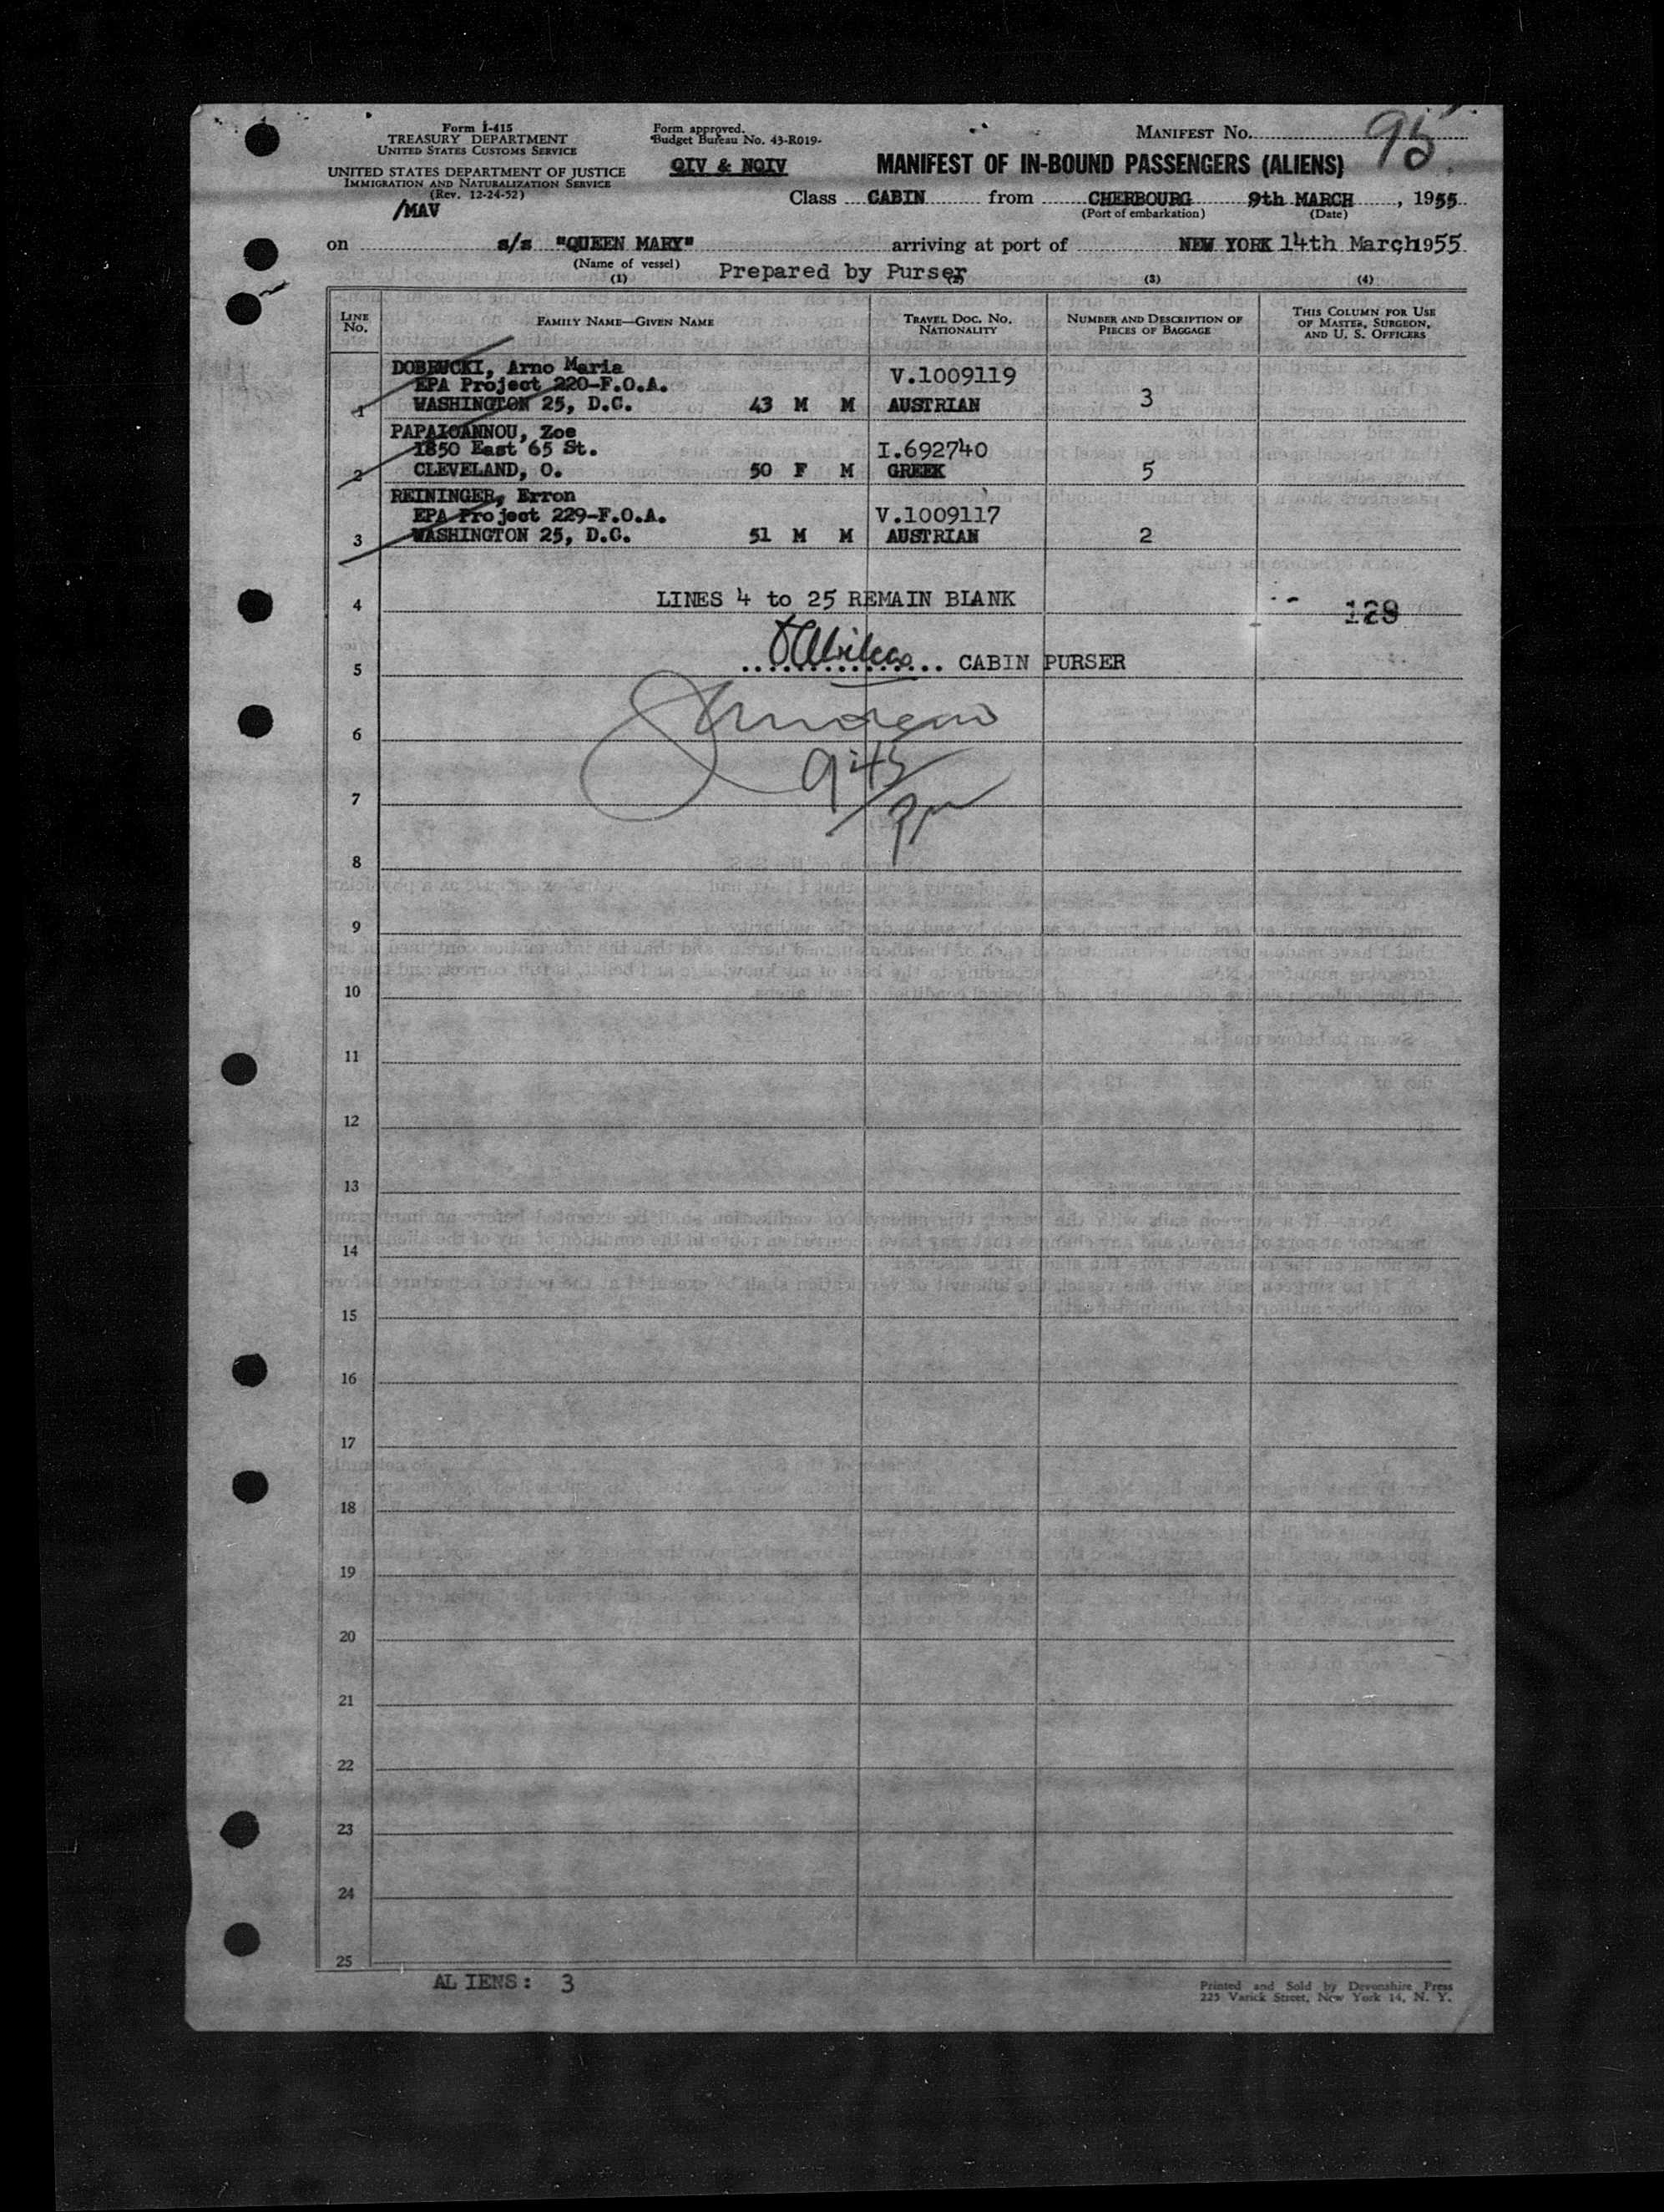 Form I-415
TREASURY DEPARTMENT
UNITED STATES CUSTOMS SERVICE
UNITED STATES DEPARTMENT OF JUSTICE
IMMIGRATION AND NATURALIZATION SERVICE
(Rev. 12-24-52)
/MAV
Form approved.
Budget Bureau No. 43-R019-
QIV & NQIV
MANIFEST NO. 95
MANIFEST OF IN-BOUND PASSENGERS (ALIENS)
Class CABIN from CHERBOURG 9th MARCH, 1955
(Port of embarkation) (Date)
on s/s "QUEEN MARY" arriving at port of NEW YORK 14th March 1955
(Name of vessel) Prepared by Purser
(1) (2) (3) (4)
LINE NO. FAMILY NAME—GIVEN NAME TRAVEL DOC. NO. NATIONALITY NUMBER AND DESCRIPTION OF PIECES OF BAGGAGE THIS COLUMN FOR USE OF MASTER, SURGEON, AND U. S. OFFICERS
DOBRUCKI, Arno Maria
EPA Project 220-F.O.A. V.1009119
1 WASHINGTON 25, D.C. 43 M M AUSTRIAN 3
PAPAIOANNOU, Zoe
1850 East 65 St. I.692740
2 CLEVELAND, O. 50 F M GREEK 5
REININGER, Erron
EPA Project 229-F.O.A. V.1009117
3 WASHINGTON 25, D.C. 51 M M AUSTRIAN 2
4 LINES 4 to 25 REMAIN BLANK 129
5 CABIN PURSER
6
9:45
7 pm
8
9
10
11
12
13
14
15
16
17
18
19
20
21
22
23
24
25
ALIENS: 3
Printed and Sold by Devonshire Press
225 Varick Street, New York 14, N. Y.